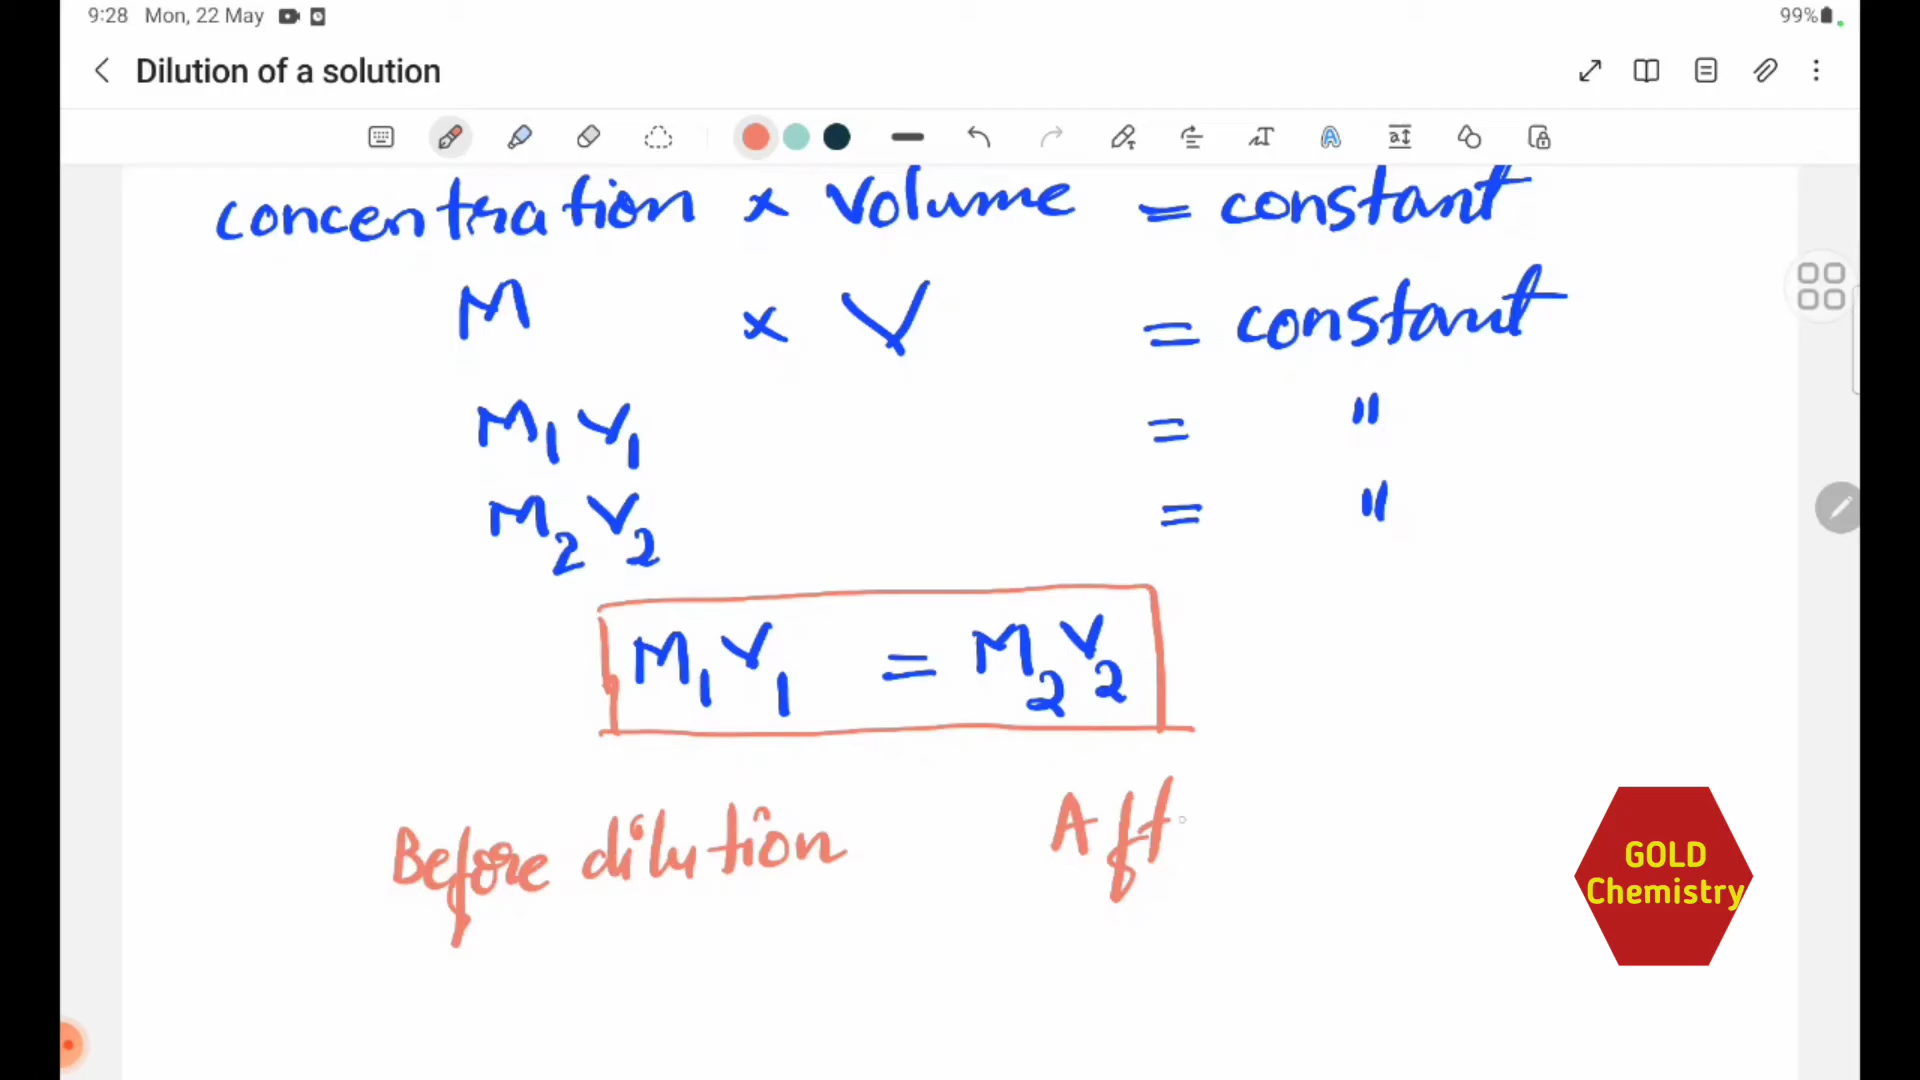 9:28 Mon, 22 May 99%
Dilution of a solution
concentration × Volume = constant
M × V = constant
M₁V₁ = "
M₂V₂ = "
M₁V₁ = M₂V₂
Before dilution Aft
GOLD
Chemistry